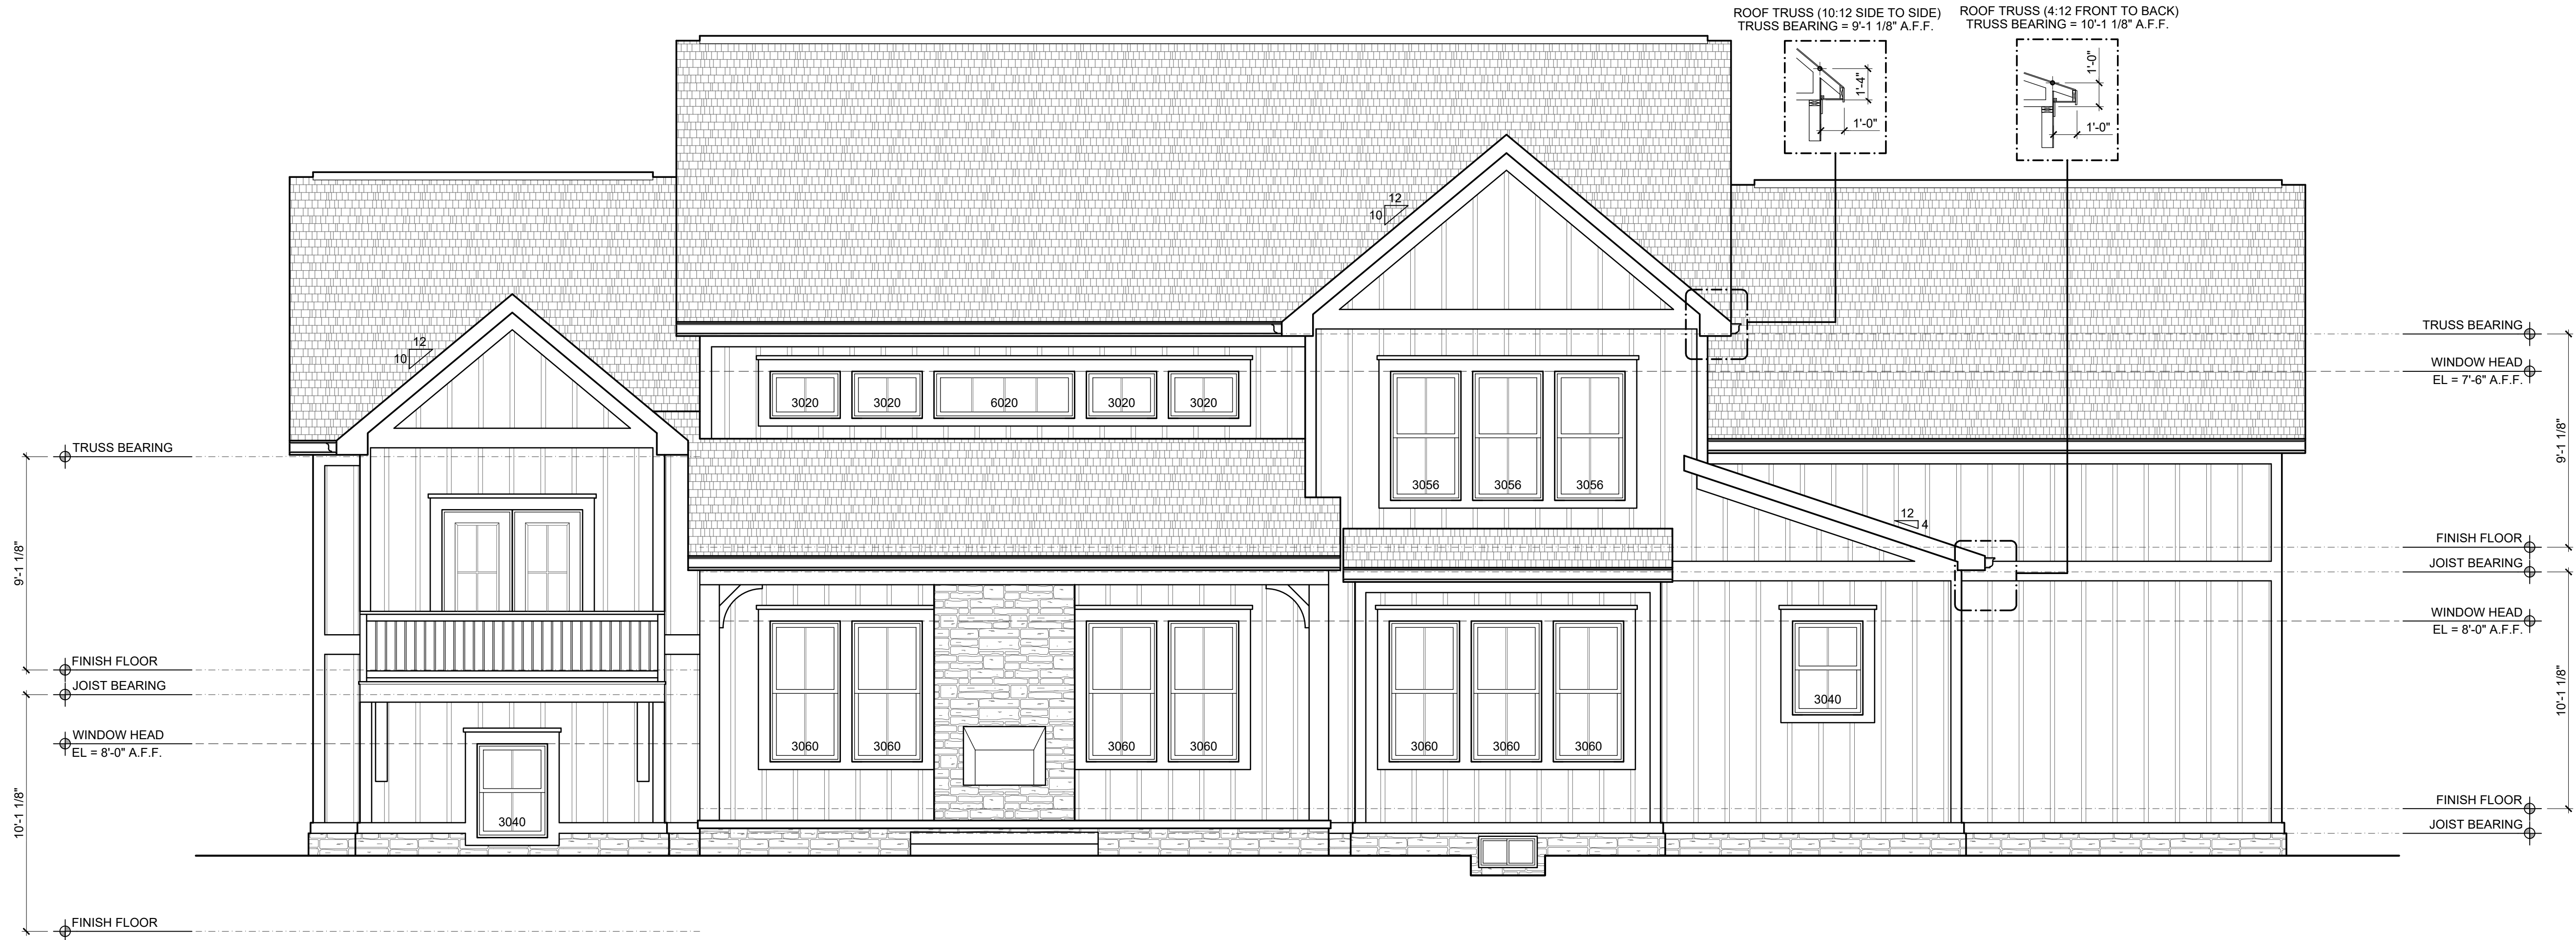 ROOF TRUSS (10:12 SIDE TO SIDE)
TRUSS BEARING = 9'-1 1/8" A.F.F.
ROOF TRUSS (4:12 FRONT TO BACK)
TRUSS BEARING = 10'-1 1/8" A.F.F.
1'-4"
1'-0"
1'-0"
1'-0"
12
10
12
10
12
4
TRUSS BEARING
WINDOW HEAD
EL = 7'-6" A.F.F.
9'-1 1/8"
FINISH FLOOR
JOIST BEARING
WINDOW HEAD
EL = 8'-0" A.F.F.
10'-1 1/8"
FINISH FLOOR
JOIST BEARING
TRUSS BEARING
9'-1 1/8"
FINISH FLOOR
JOIST BEARING
WINDOW HEAD
EL = 8'-0" A.F.F.
10'-1 1/8"
FINISH FLOOR
3020 3020 6020 3020 3020
3056 3056 3056
3040
3060 3060 3060 3060 3060 3060 3060
3040